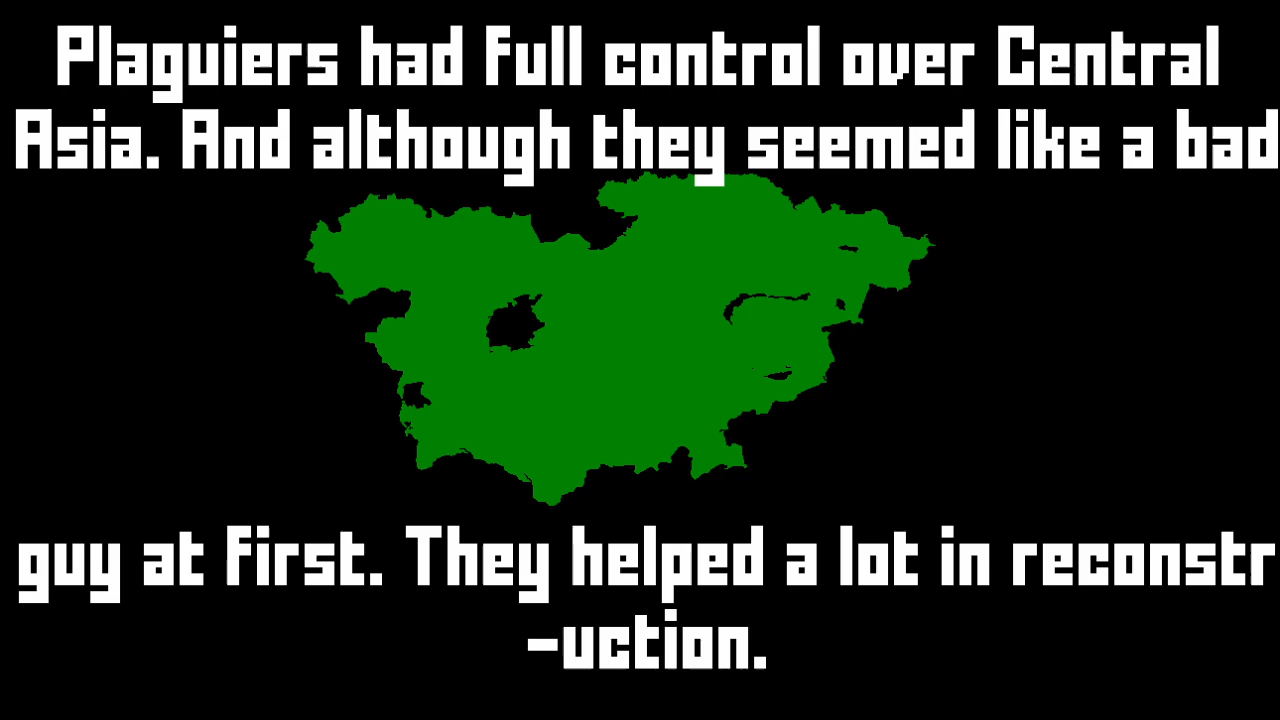 Plaguiers had full control over Central
Asia. And although they seemed like a bad
guy at first. They helped a lot in reconstr
-uction.